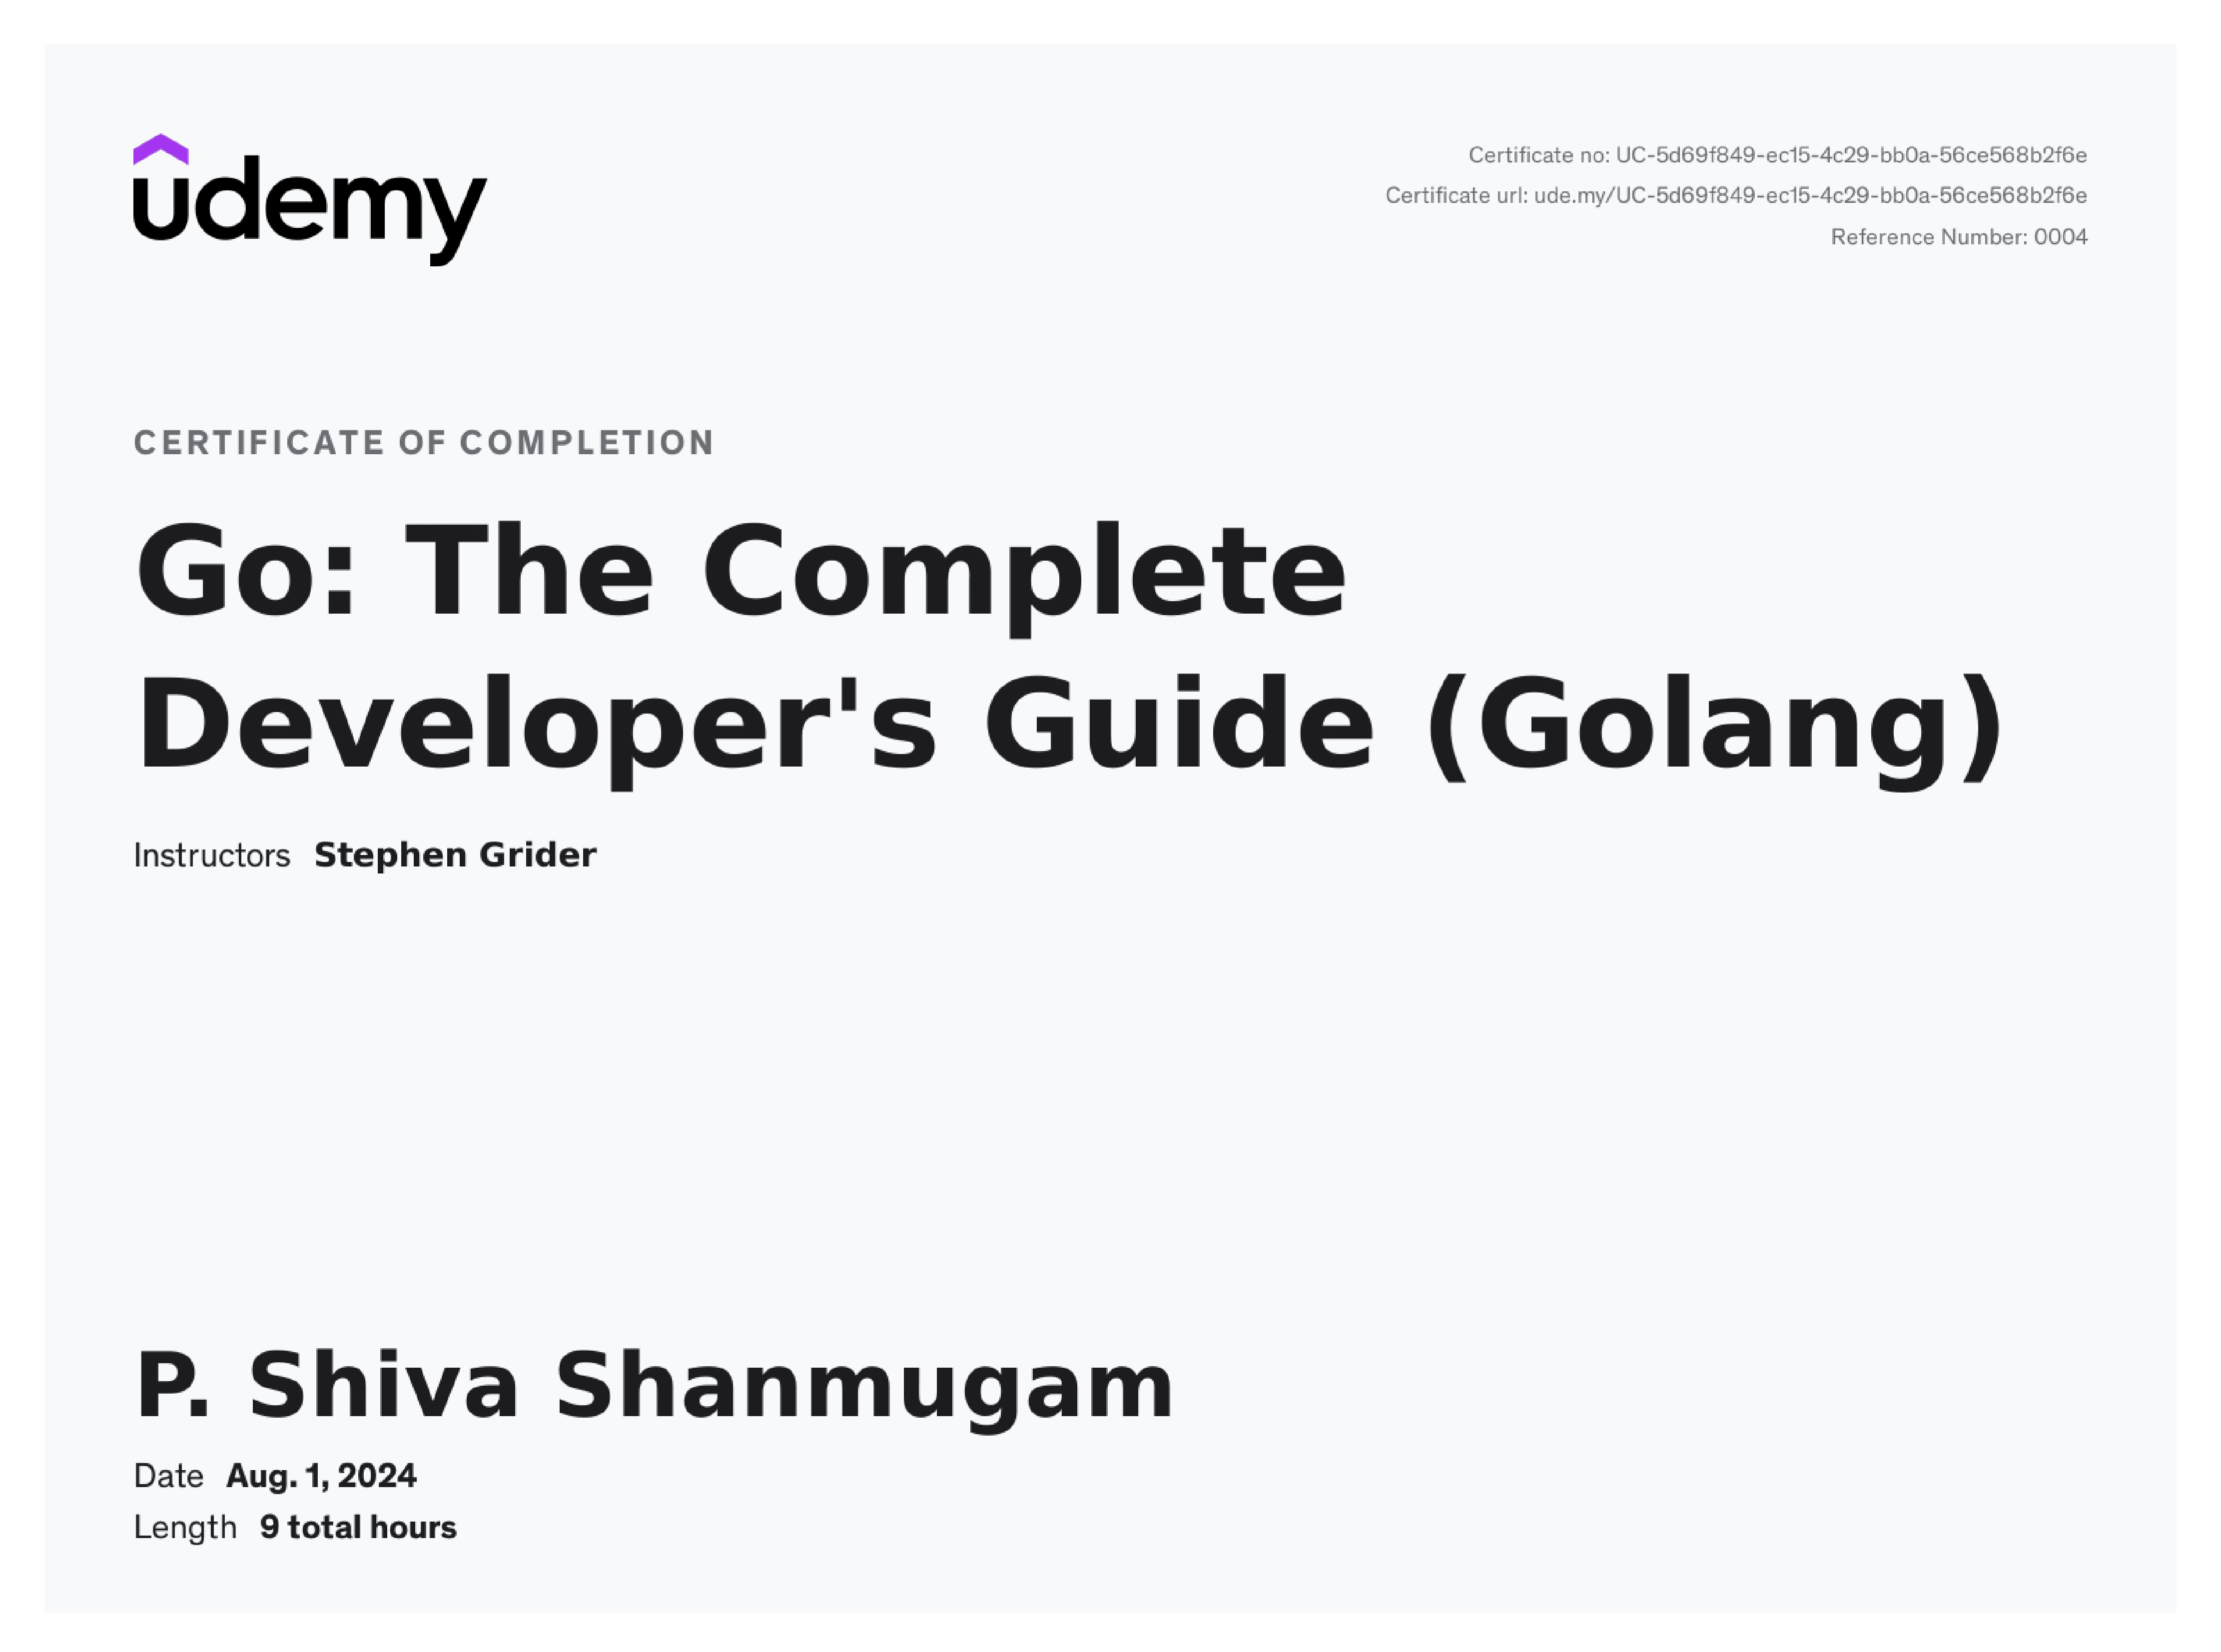 udemy
Certificate no: UC-5d69f849-ec15-4c29-bb0a-56ce568b2f6e
Certificate url: ude.my/UC-5d69f849-ec15-4c29-bb0a-56ce568b2f6e
Reference Number: 0004
CERTIFICATE OF COMPLETION
Go: The Complete
Developer's Guide (Golang)
Instructors Stephen Grider
P. Shiva Shanmugam
Date Aug. 1, 2024
Length 9 total hours